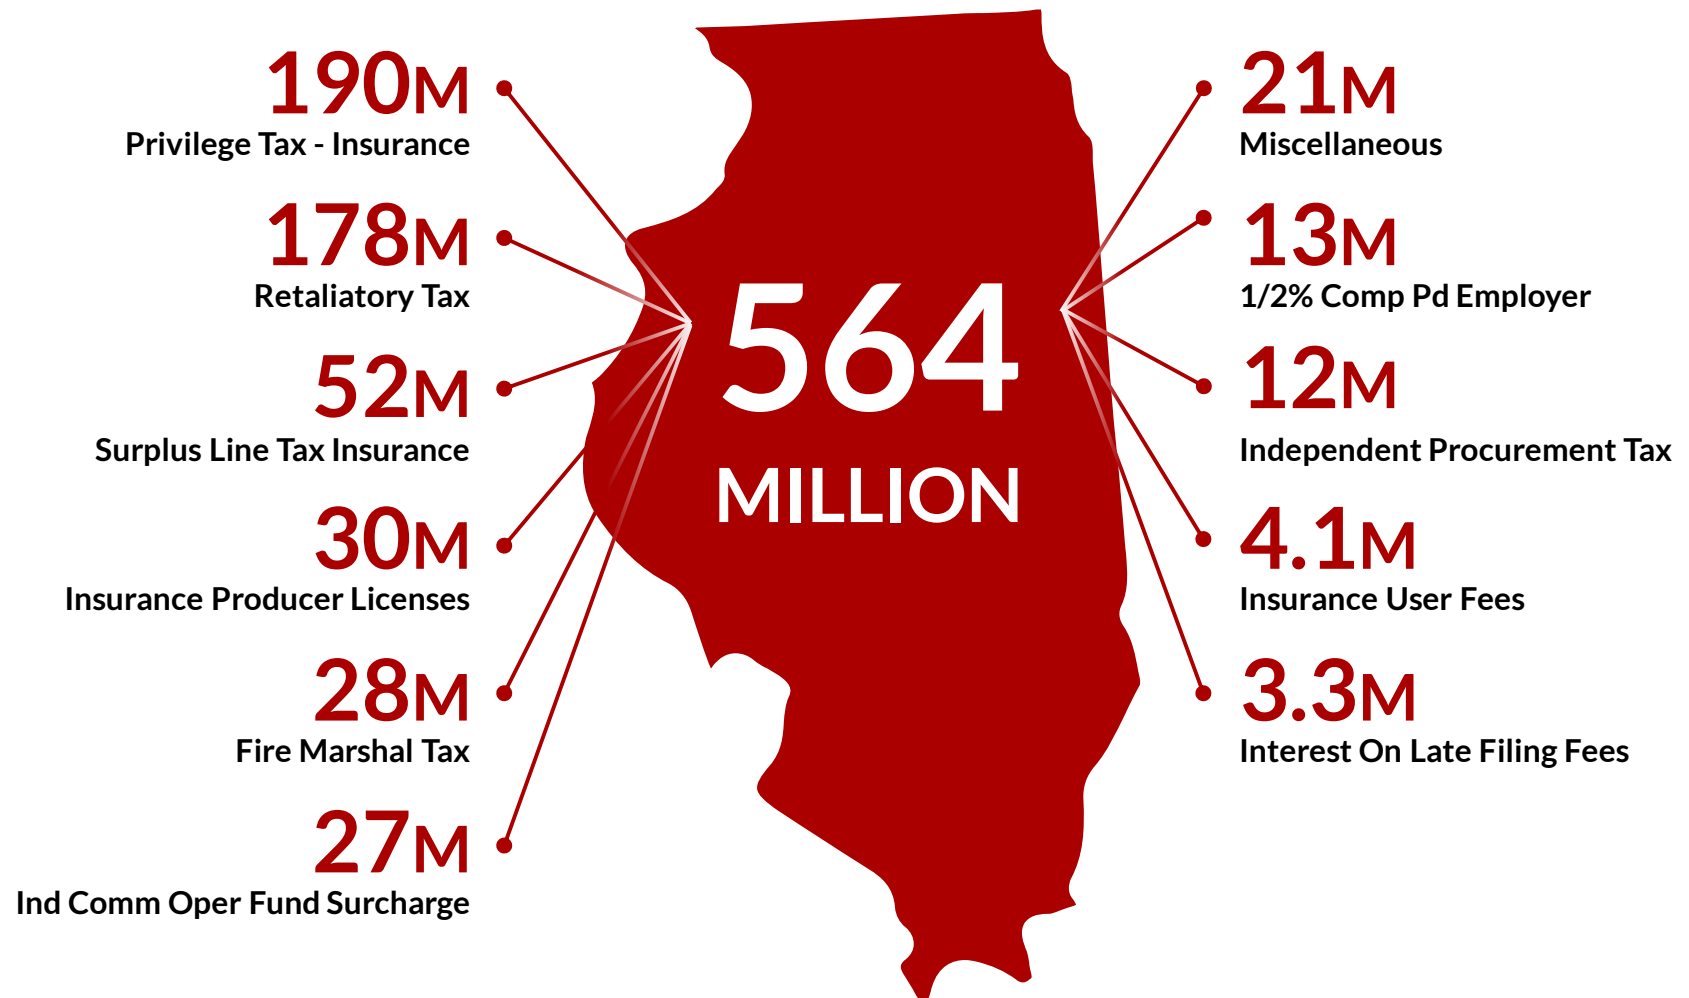 190M
Privilege Tax - Insurance
178M
Retaliatory Tax
52M
Surplus Line Tax Insurance
30M
Insurance Producer Licenses
28M
Fire Marshal Tax
27M
Ind Comm Oper Fund Surcharge
564
MILLION
21M
Miscellaneous
13M
1/2% Comp Pd Employer
12M
Independent Procurement Tax
4.1M
Insurance User Fees
3.3M
Interest On Late Filing Fees